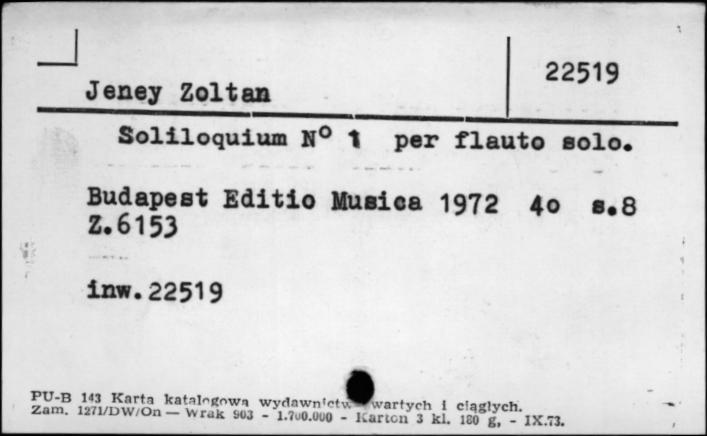 22519
Jeney Zoltan
Soliloquium Nº 1 per flauto solo.
Budapest Editio Musica 1972 4o s.8
Z.6153
inw.22519
PU-B 143 Karta katalogowa wydawnictw wartych i ciągłych.
Zam. 1271/DW/On — Wrak 903 - 1.700.000 - Karton 3 kl. 180 g, - IX.73.